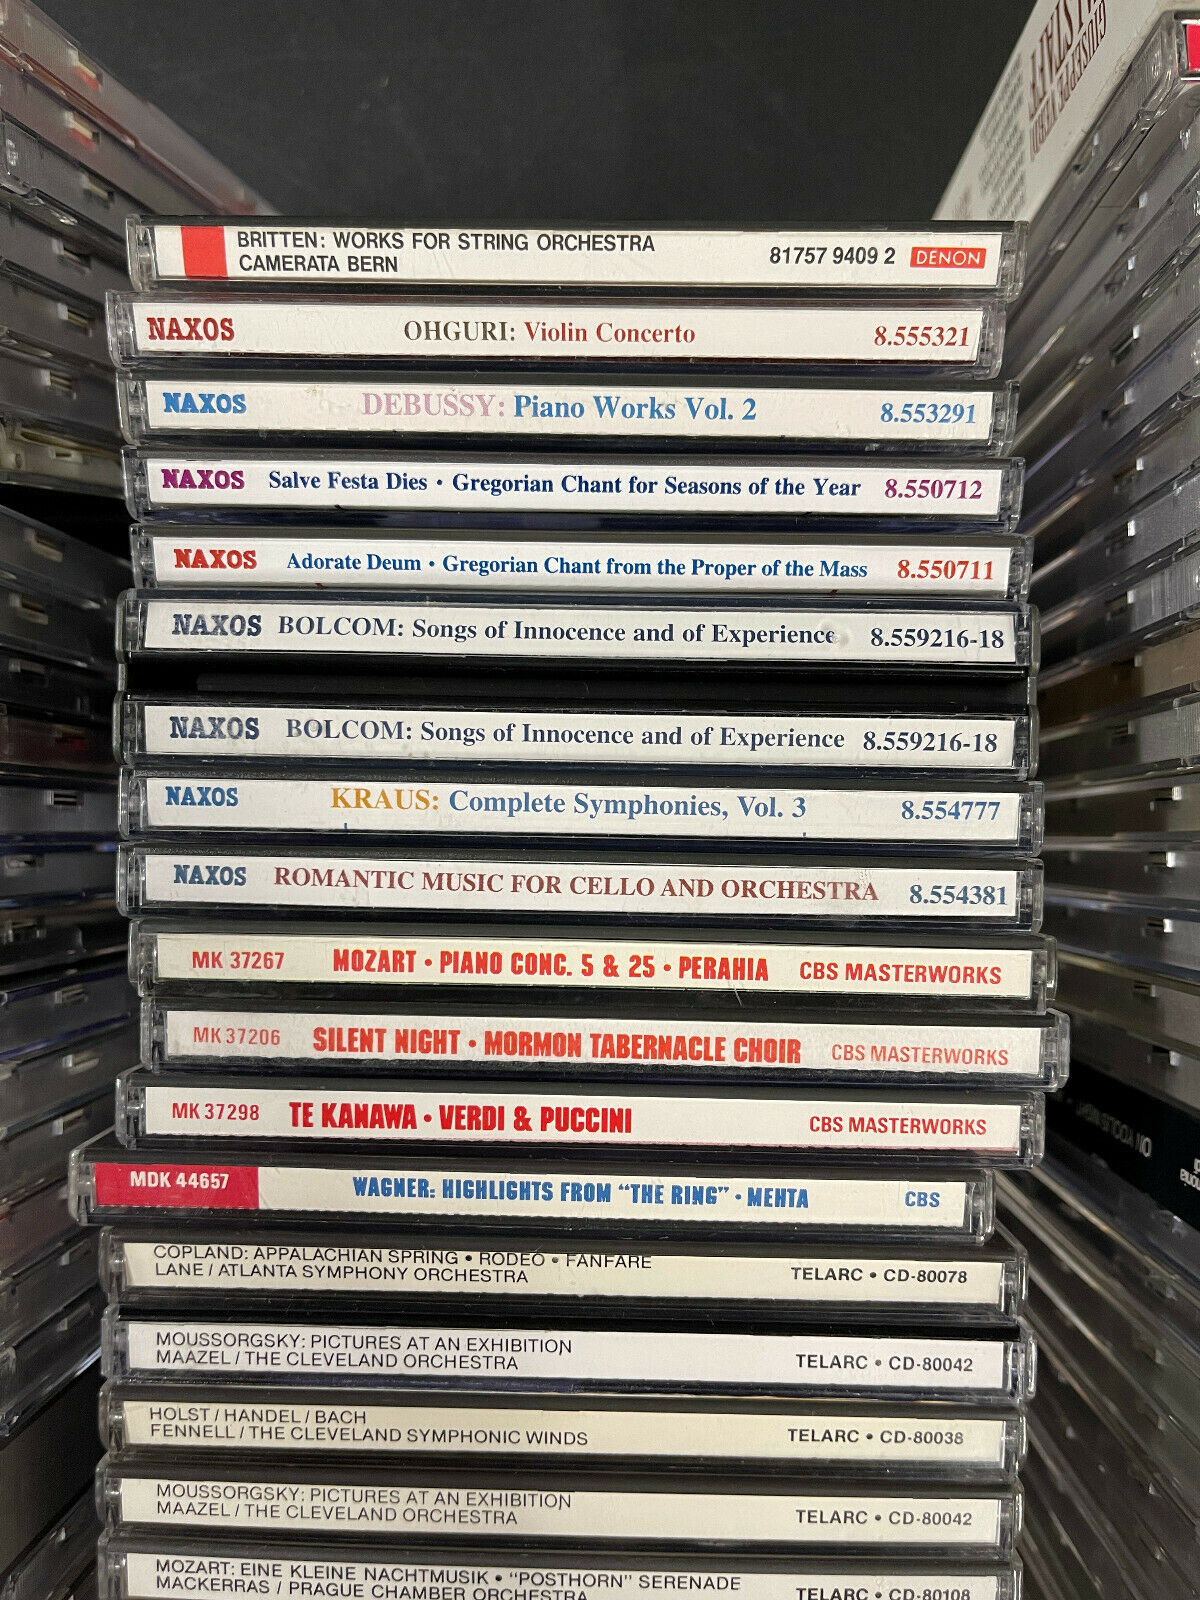 GIUSEPPE VERDI
BRITTEN: WORKS FOR STRING ORCHESTRA
CAMERATA BERN
81757 9409 2 DENON
NAXOS OHGURI: Violin Concerto 8.555321
NAXOS DEBUSSY: Piano Works Vol. 2 8.553291
NAXOS Salve Festa Dies • Gregorian Chant for Seasons of the Year 8.550712
NAXOS Adorate Deum • Gregorian Chant from the Proper of the Mass 8.550711
NAXOS BOLCOM: Songs of Innocence and of Experience 8.559216-18
NAXOS BOLCOM: Songs of Innocence and of Experience 8.559216-18
NAXOS KRAUS: Complete Symphonies, Vol. 3 8.554777
NAXOS ROMANTIC MUSIC FOR CELLO AND ORCHESTRA 8.554381
MK 37267 MOZART • PIANO CONC. 5 & 25 • PERAHIA CBS MASTERWORKS
MK 37206 SILENT NIGHT • MORMON TABERNACLE CHOIR CBS MASTERWORKS
MK 37298 TE KANAWA • VERDI & PUCCINI CBS MASTERWORKS
MDK 44657 WAGNER: HIGHLIGHTS FROM “THE RING” • MEHTA CBS
COPLAND: APPALACHIAN SPRING • RODEO • FANFARE
LANE / ATLANTA SYMPHONY ORCHESTRA
TELARC • CD-80078
MOUSSORGSKY: PICTURES AT AN EXHIBITION
MAAZEL / THE CLEVELAND ORCHESTRA
TELARC • CD-80042
HOLST / HANDEL / BACH
FENNELL / THE CLEVELAND SYMPHONIC WINDS
TELARC • CD-80038
MOUSSORGSKY: PICTURES AT AN EXHIBITION
MAAZEL / THE CLEVELAND ORCHESTRA
TELARC • CD-80042
MOZART: EINE KLEINE NACHTMUSIK • "POSTHORN" SERENADE
MACKERRAS / PRAGUE CHAMBER ORCHESTRA
TELARC • CD-80108